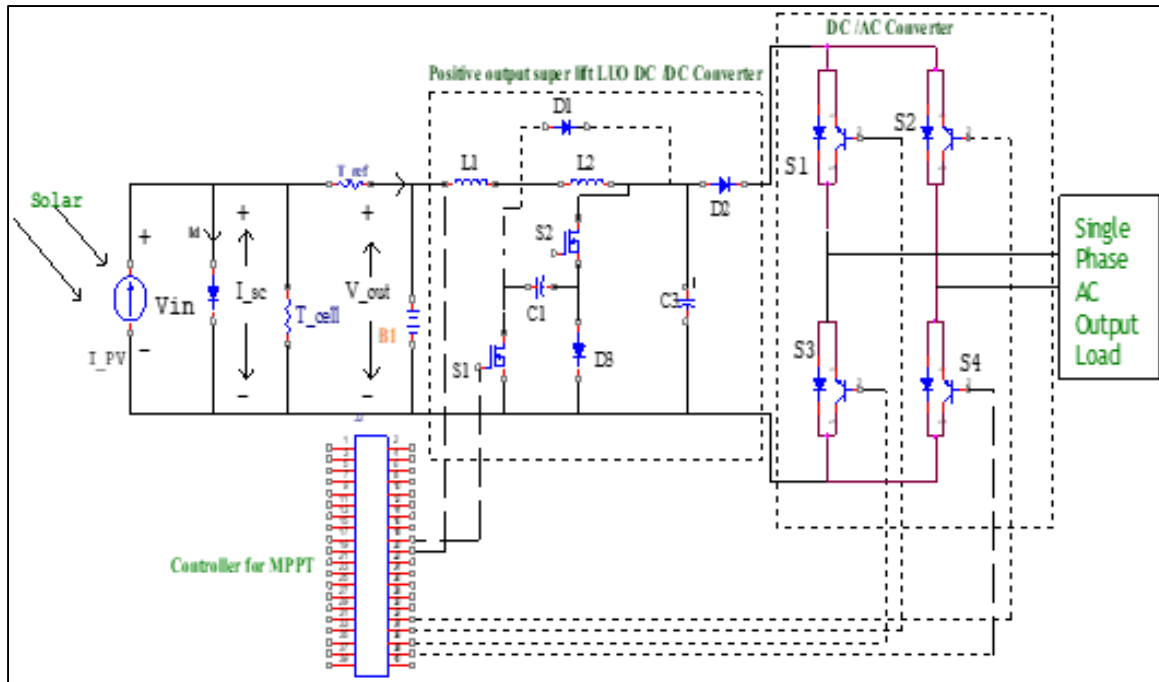 DC /AC Converter
Positive output super lift LUO DC /DC Converter
D1
L1
L2
D2
S2
C1
S1
D3
C3
T_ref
Solar
+
Vin
−
I_PV
Id
+
I_sc
−
T_cell
+
V_out
−
B1
S1
S2
S3
S4
Single
Phase
AC
Output
Load
Controller for MPPT